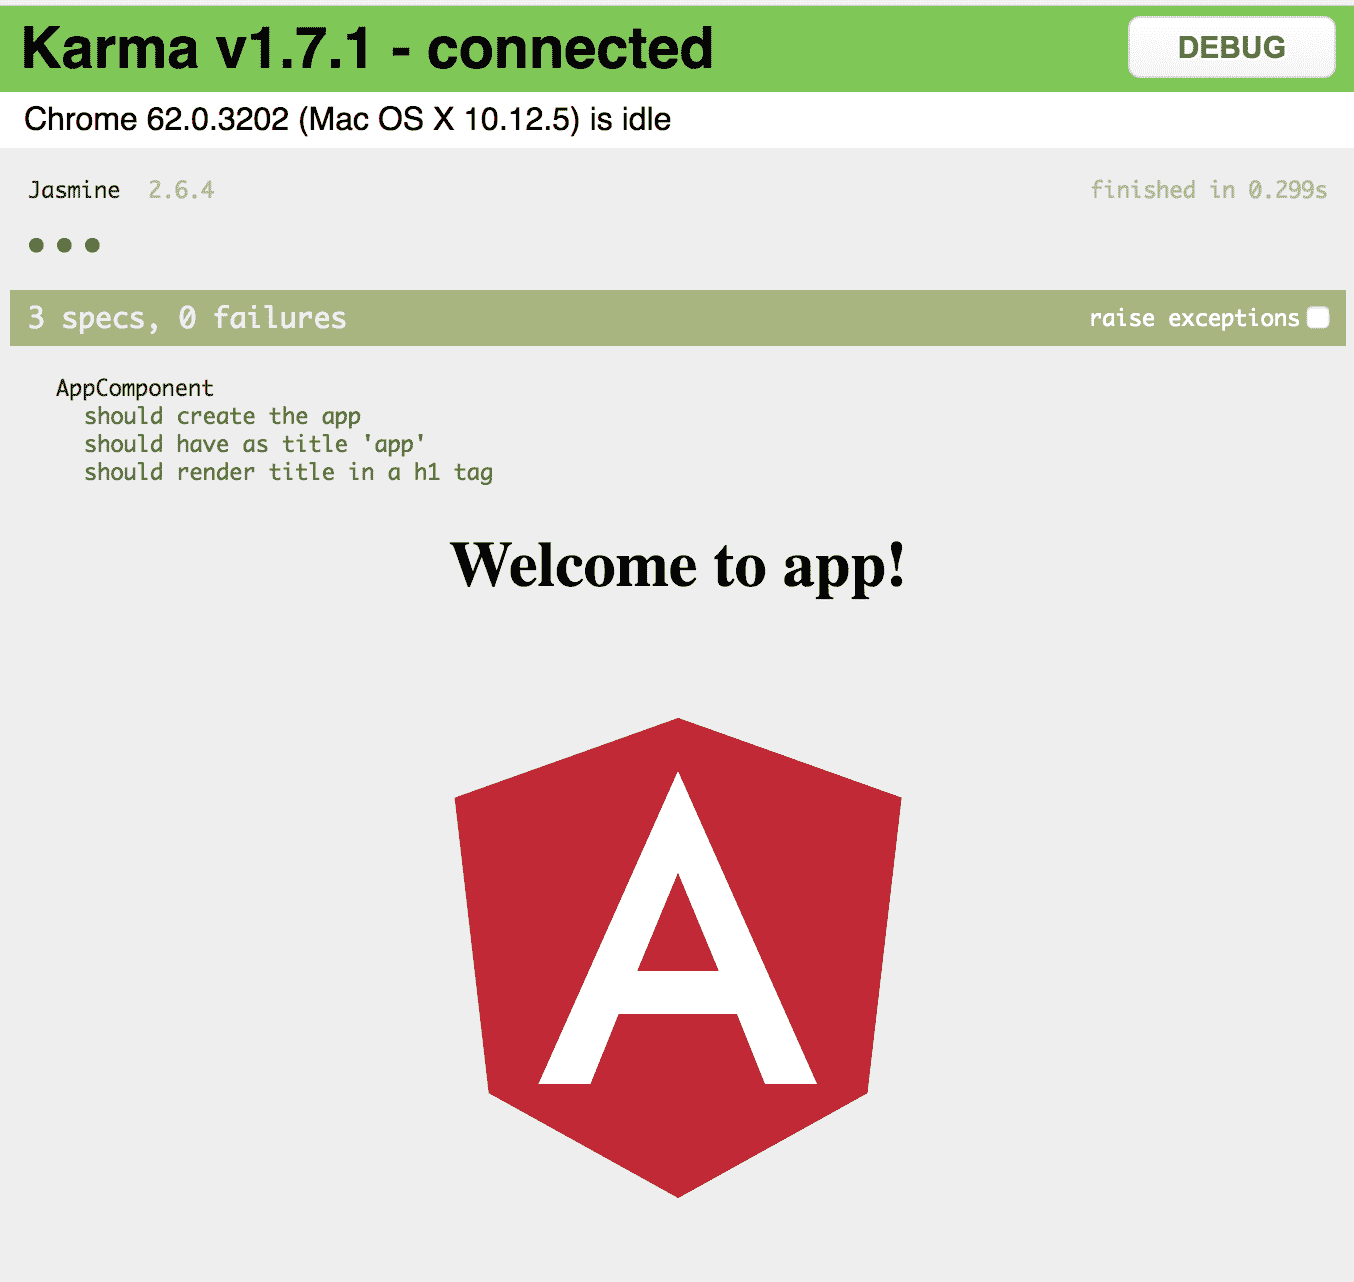 Karma v1.7.1 - connected
DEBUG
Chrome 62.0.3202 (Mac OS X 10.12.5) is idle
Jasmine 2.6.4
finished in 0.299s
3 specs, 0 failures
raise exceptions
AppComponent
should create the app
should have as title 'app'
should render title in a h1 tag
Welcome to app!
A